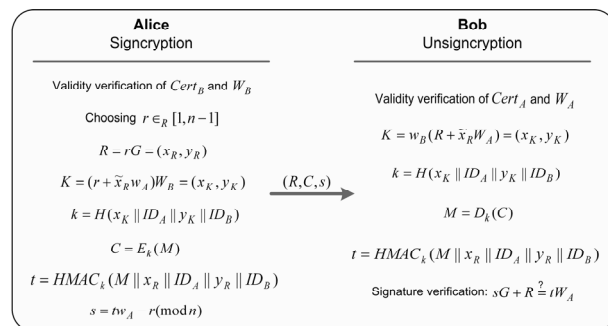 Alice
Signcryption
Validity verification of Cert_B and W_B
Choosing r ∈_R [1, n−1]
R − rG − (x_R, y_R)
K = (r + x̃_R w_A)W_B = (x_K, y_K)
k = H(x_K || ID_A || y_K || ID_B)
C = E_k(M)
t = HMAC_k(M || x_R || ID_A || y_R || ID_B)
s = tw_A r(mod n)
(R, C, s)
Bob
Unsigncryption
Validity verification of Cert_A and W_A
K = w_B(R + x̃_R W_A) = (x_K, y_K)
k = H(x_K || ID_A || y_K || ID_B)
M = D_k(C)
t = HMAC_k(M || x_R || ID_A || y_R || ID_B)
Signature verification: sG + R ≟ tW_A